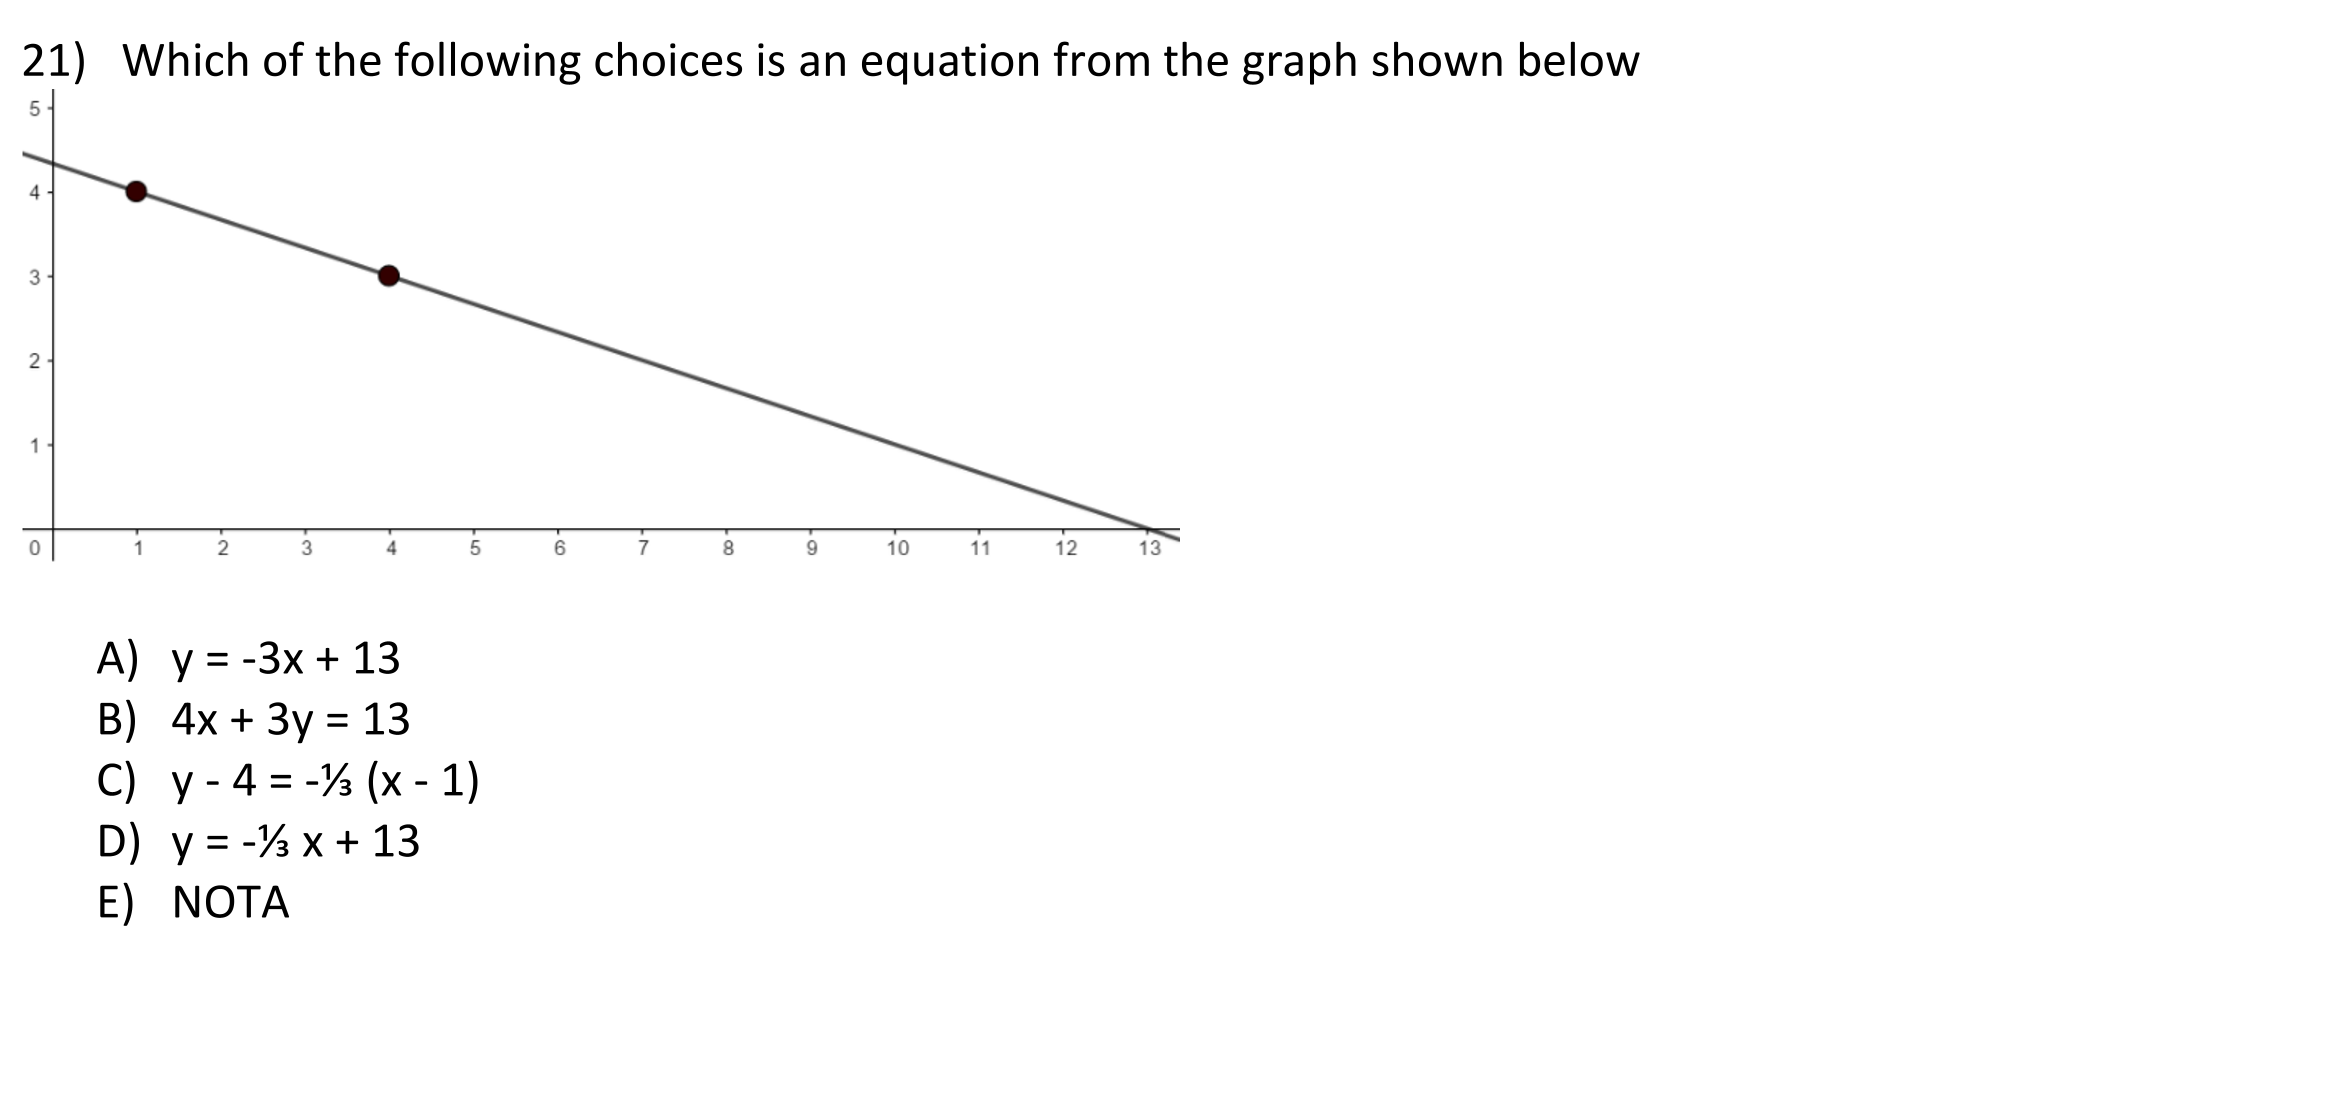 21) Which of the following choices is an equation from the graph shown below
5
4
3
2
1
0 1 2 3 4 5 6 7 8 9 10 11 12 13
A) y = -3x + 13
B) 4x + 3y = 13
C) y - 4 = -⅓ (x - 1)
D) y = -⅓ x + 13
E) NOTA